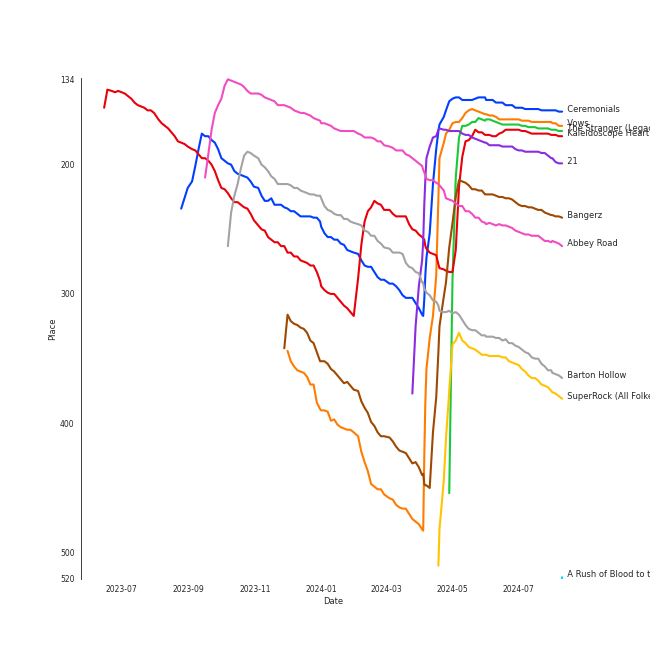 134
200
300
400
500
520
Place
2023-07
2023-09
2023-11
2024-01
2024-03
2024-05
2024-07
Date
Ceremonials
Vows
The Stranger (Lega
Kaleidoscope Heart
21
Bangerz
Abbey Road
Barton Hollow
SuperRock (All Folke
A Rush of Blood to t